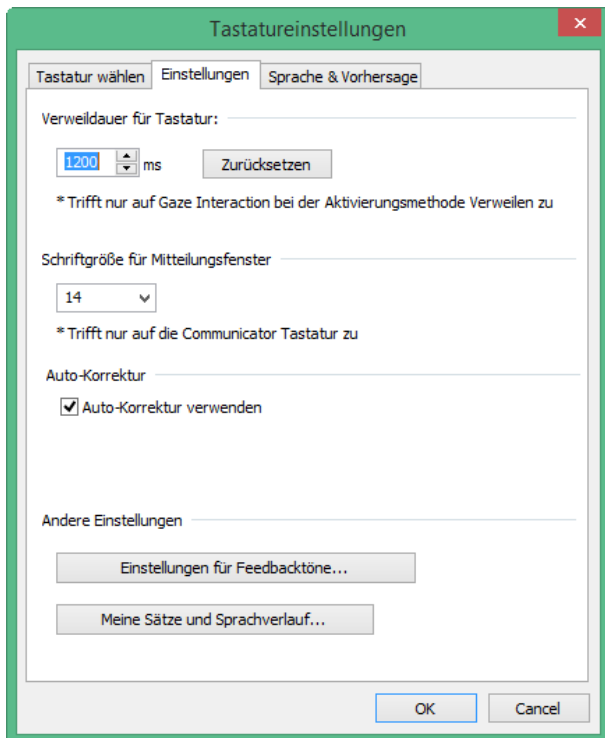 Tastatureinstellungen
Tastatur wählen Einstellungen Sprache & Vorhersage
Verweildauer für Tastatur:
1200 ms Zurücksetzen
* Trifft nur auf Gaze Interaction bei der Aktivierungsmethode Verweilen zu
Schriftgröße für Mitteilungsfenster
14
* Trifft nur auf die Communicator Tastatur zu
Auto-Korrektur
Auto-Korrektur verwenden
Andere Einstellungen
Einstellungen für Feedbacktöne...
Meine Sätze und Sprachverlauf...
OK Cancel